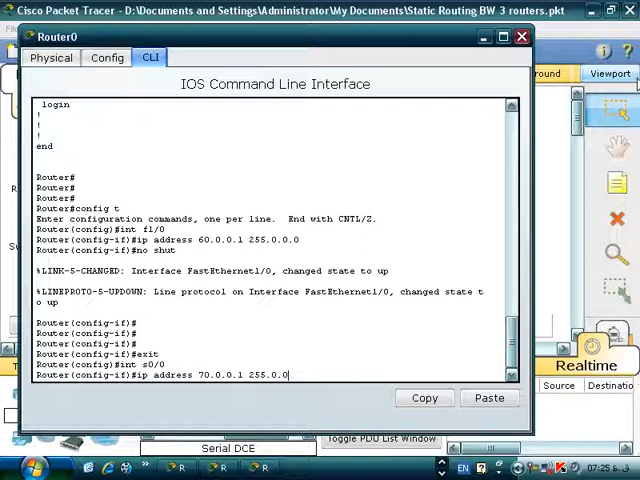 Cisco Packet Tracer - D:\Documents and Settings\Administrator\My Documents\Static Routing BW 3 routers.pkt
Router0
Physical
Config
CLI
IOS Command Line Interface
login
!
!
!
end
Router#
Router#
Router#
Router#config t
Enter configuration commands, one per line.  End with CNTL/Z.
Router(config)#int f1/0
Router(config-if)#ip address 60.0.0.1 255.0.0.0
Router(config-if)#no shut
%LINK-5-CHANGED: Interface FastEthernet1/0, changed state to up
%LINEPROTO-5-UPDOWN: Line protocol on Interface FastEthernet1/0, changed state t
o up
Router(config-if)#
Router(config-if)#
Router(config-if)#
Router(config-if)#exit
Router(config)#int s0/0
Router(config-if)#ip address 70.0.0.1 255.0.0.0
Copy
Paste
Viewport
Realtime
Source
Serial DCE
Toggle PDU List Window
R
R
R
EN
07:25